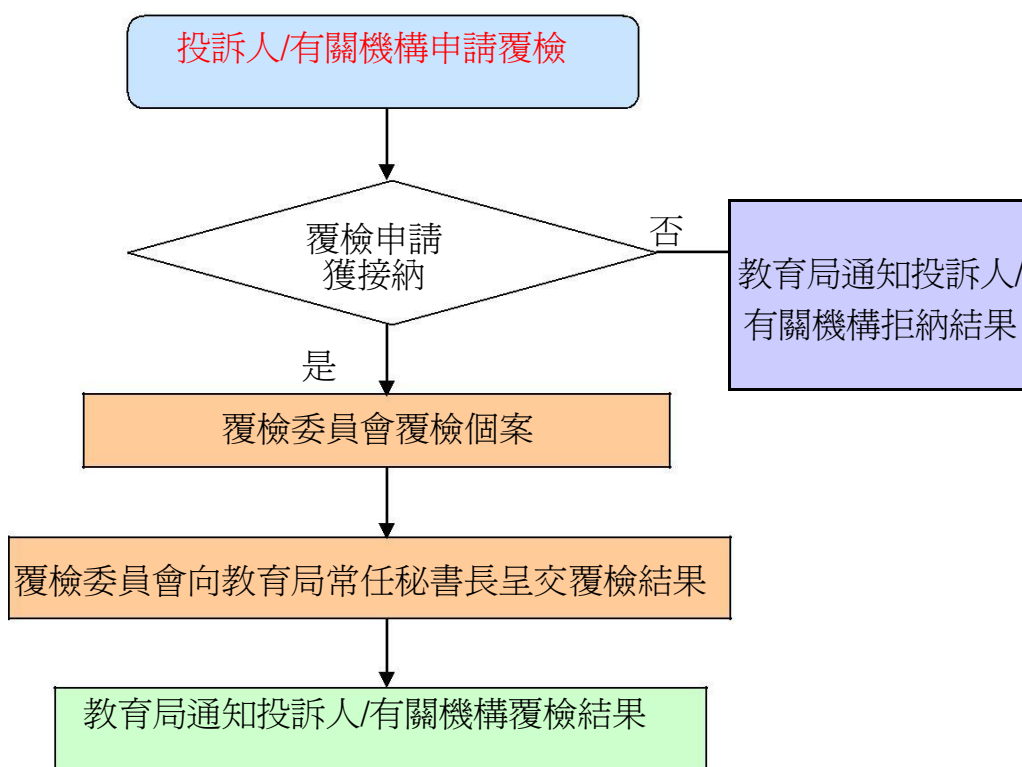 投訴人/有關機構申請覆檢
覆檢申請
獲接納
否
教育局通知投訴人/
有關機構拒納結果
是
覆檢委員會覆檢個案
覆檢委員會向教育局常任秘書長呈交覆檢結果
教育局通知投訴人/有關機構覆檢結果